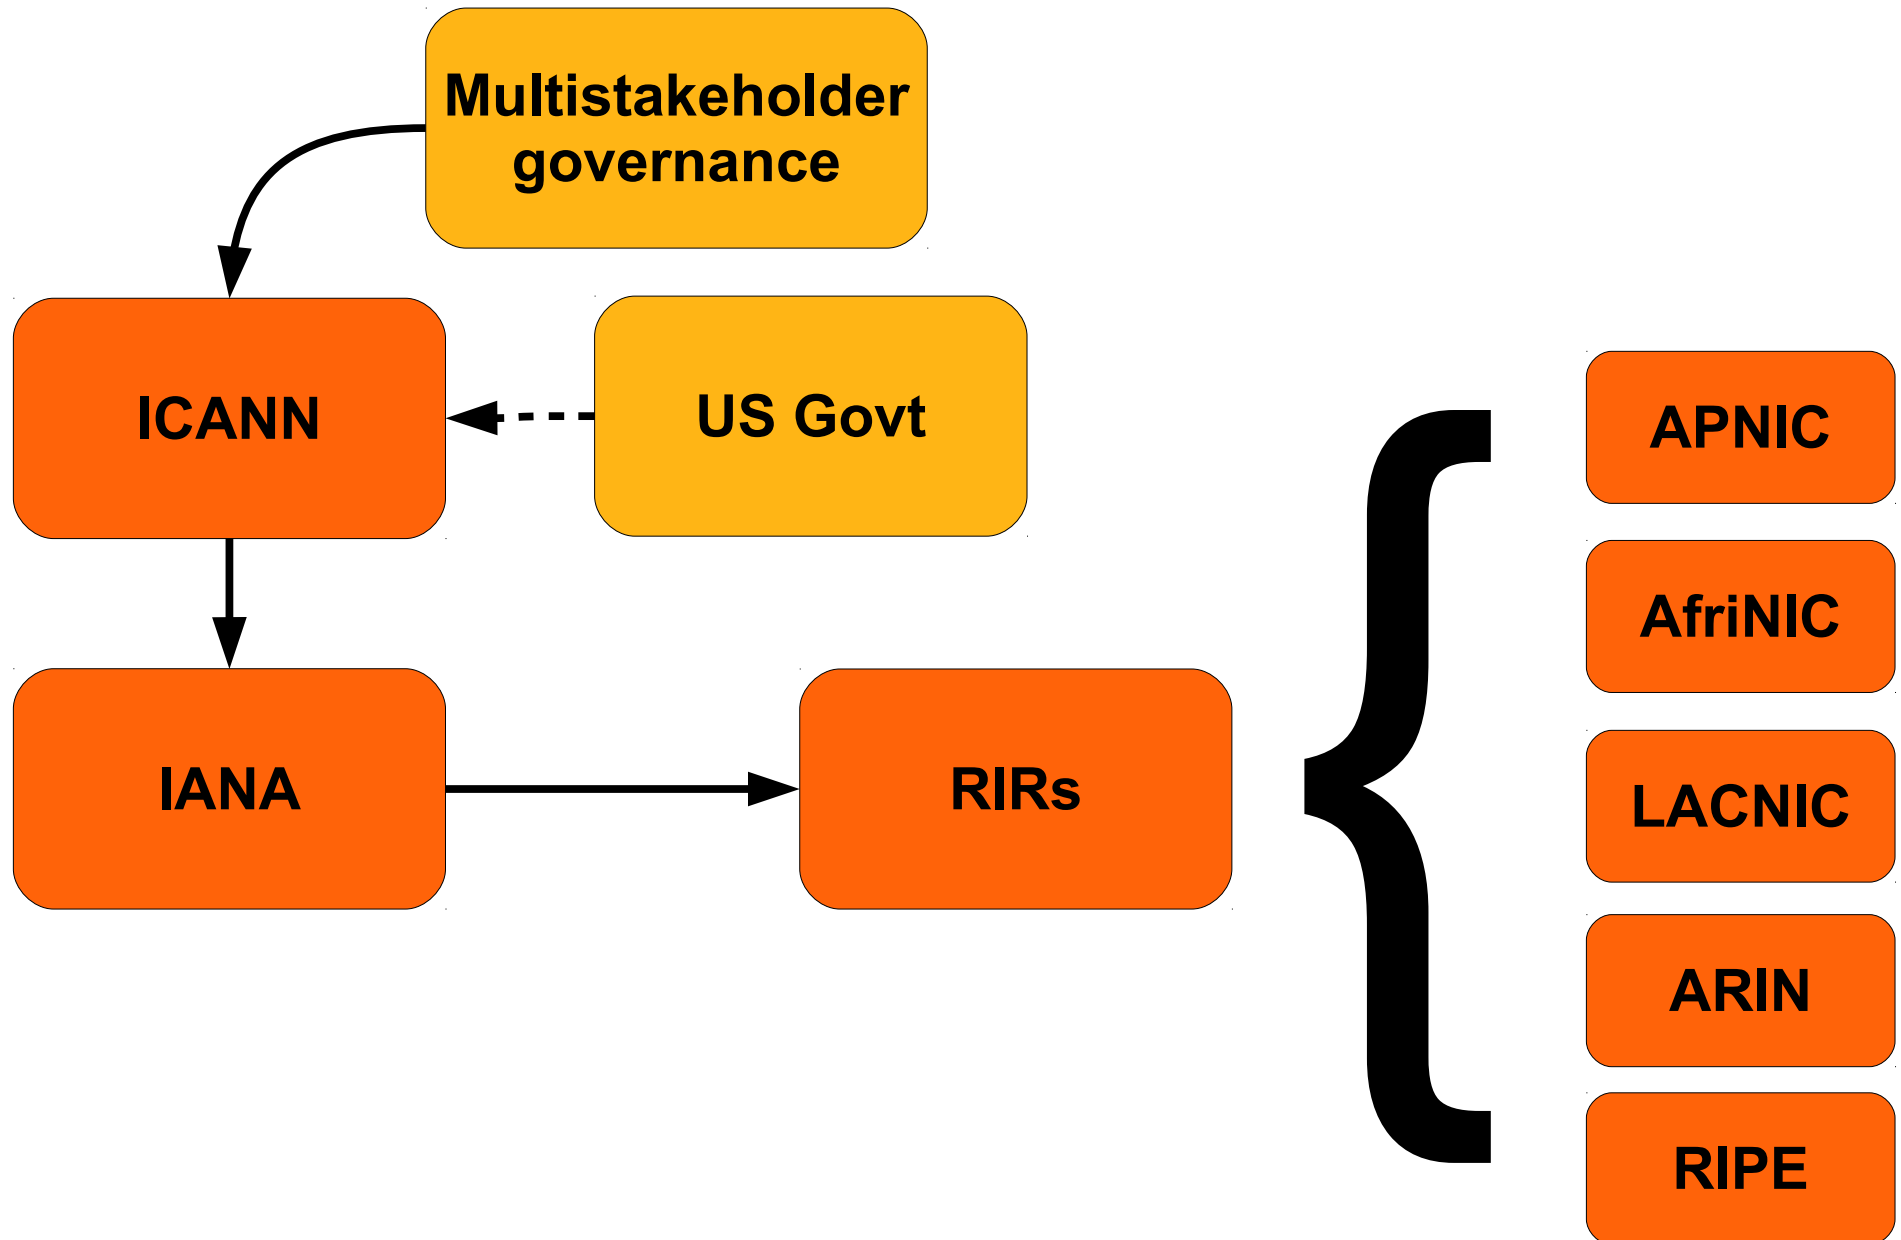 Multistakeholder
governance
ICANN
US Govt
IANA
RIRs
APNIC
AfriNIC
LACNIC
ARIN
RIPE